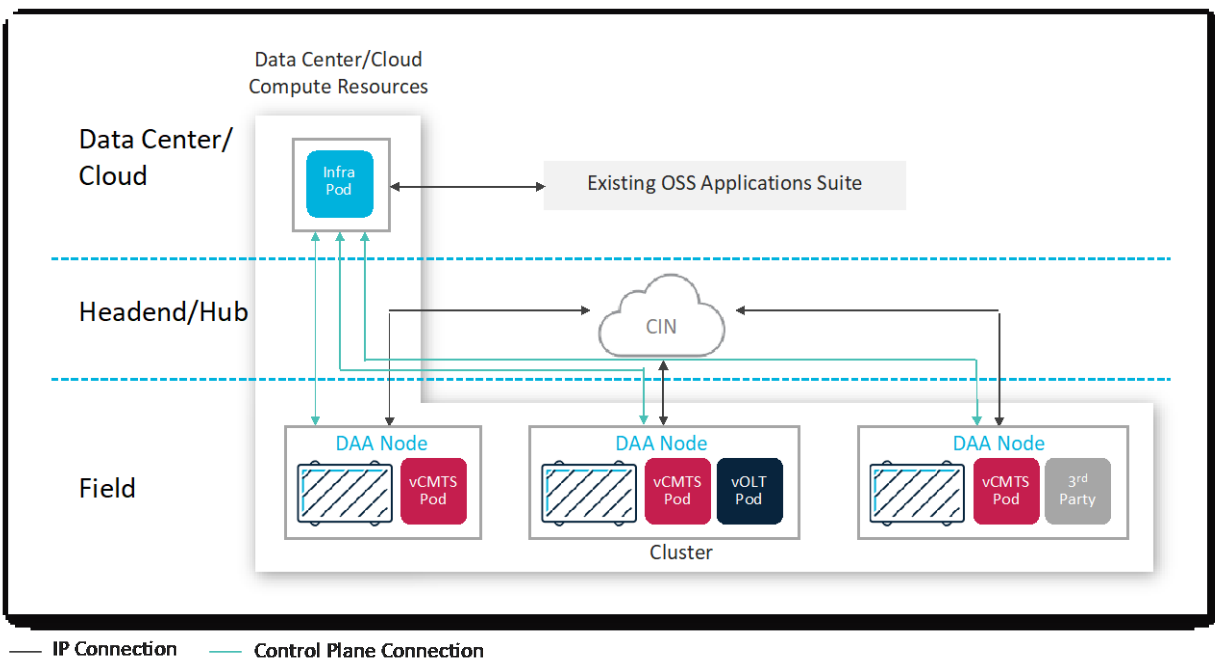 Data Center/Cloud
Compute Resources
Data Center/
Cloud
Infra
Pod
Existing OSS Applications Suite
Headend/Hub
CIN
Field
DAA Node
vCMTS
Pod
DAA Node
vCMTS
Pod
vOLT
Pod
DAA Node
vCMTS
Pod
3rd
Party
Cluster
IP Connection
Control Plane Connection